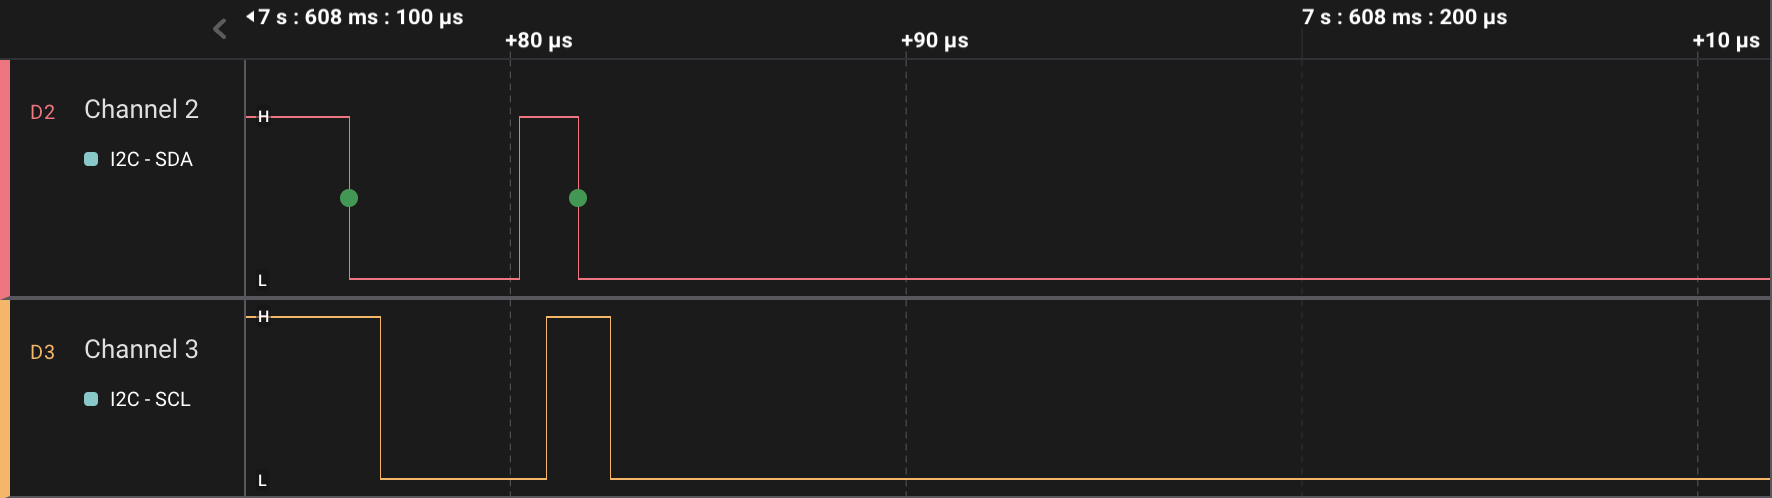 7 s : 608 ms : 100 µs
7 s : 608 ms : 200 µs
+80 µs
+90 µs
+10 µs
D2
Channel 2
I2C - SDA
H
L
D3
Channel 3
I2C - SCL
H
L